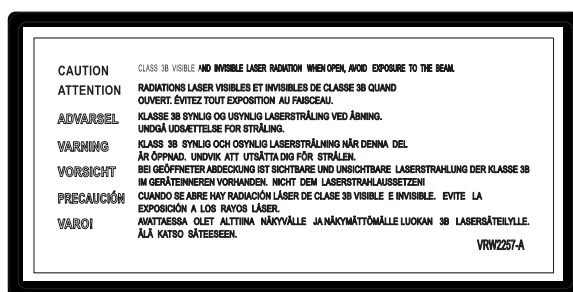 CAUTION CLASS 3B VISIBLE AND INVISIBLE LASER RADIATION WHEN OPEN, AVOID EXPOSURE TO THE BEAM.
ATTENTION RADIATIONS LASER VISIBLES ET INVISIBLES DE CLASSE 3B QUAND
OUVERT. ÉVITEZ TOUT EXPOSITION AU FAISCEAU.
ADVARSEL KLASSE 3B SYNLIG OG USYNLIG LASERSTRÅLING VED ÅBNING.
UNDGÅ UDSÆTTELSE FOR STRÅLING.
VARNING KLASS 3B SYNLIG OCH OSYNLIG LASERSTRÅLNING NÄR DENNA DEL
ÄR ÖPPNAD. UNDVIK ATT UTSÄTTA DIG FÖR STRÅLEN.
VORSICHT BEI GEÖFFNETER ABDECKUNG IST SICHTBARE UND UNSICHTBARE LASERSTRAHLUNG DER KLASSE 3B
IM GERÄTEINNEREN VORHANDEN. NICHT DEM LASERSTRAHL AUSSETZEN!
PRECAUCIÓN CUANDO SE ABRE HAY RADIACIÓN LÁSER DE CLASE 3B VISIBLE E INVISIBLE. EVITE LA
EXPOSICIÓN A LOS RAYOS LÁSER.
VARO! AVATTAESSA OLET ALTTIINA NÄKYVÄLLE JA NÄKYMÄTTÖMÄLLE LUOKAN 3B LASERSÄTEILYLLE.
ÄLÄ KATSO SÄTEESEEN.
VRW2257-A